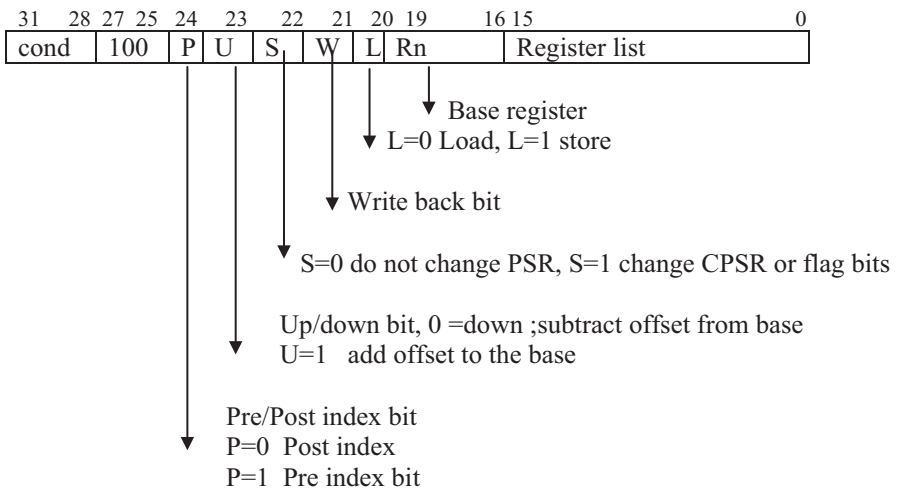 31 28 27 25 24 23 22 21 20 19 16 15 0
cond 100 P U S W L Rn Register list
Base register
L=0 Load, L=1 store
Write back bit
S=0 do not change PSR, S=1 change CPSR or flag bits
Up/down bit, 0 =down ;subtract offset from base
U=1 add offset to the base
Pre/Post index bit
P=0 Post index
P=1 Pre index bit